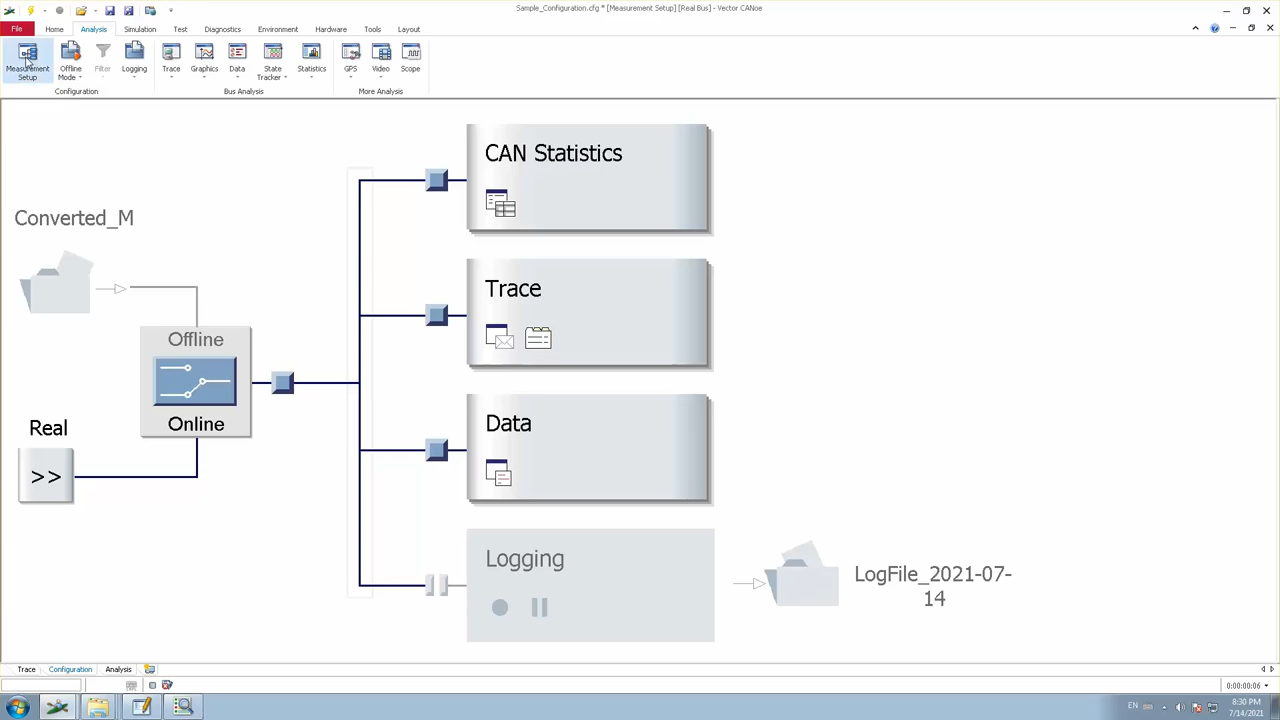 Sample_Configuration.cfg * [Measurement Setup] [Real Bus] - Vector CANoe
File Home Analysis Simulation Test Diagnostics Environment Hardware Tools Layout
Measurement Setup Offline Mode Filter Logging Trace Graphics Data State Tracker Statistics GPS Video Scope
Configuration Bus Analysis More Analysis
CAN Statistics
Converted_M
Trace
Offline
Online
Real
>>
Data
Logging
LogFile_2021-07-
14
Trace Configuration Analysis
0:00:00:06
EN 8:30 PM
7/14/2021